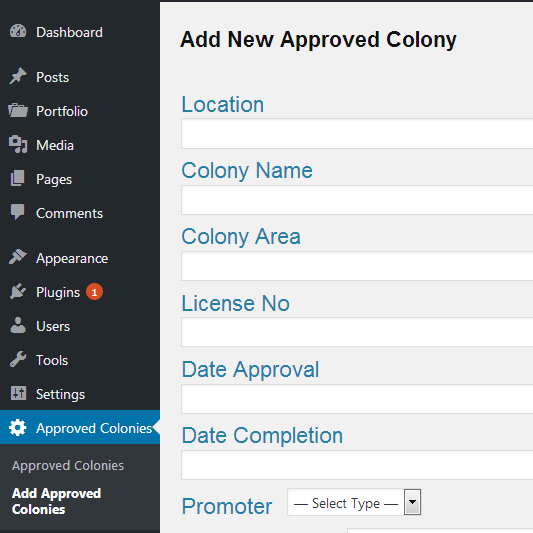 Dashboard
Posts
Portfolio
Media
Pages
Comments
Appearance
Plugins 1
Users
Tools
Settings
Approved Colonies
Approved Colonies
Add Approved
Colonies
Add New Approved Colony
Location
Colony Name
Colony Area
License No
Date Approval
Date Completion
Promoter — Select Type —